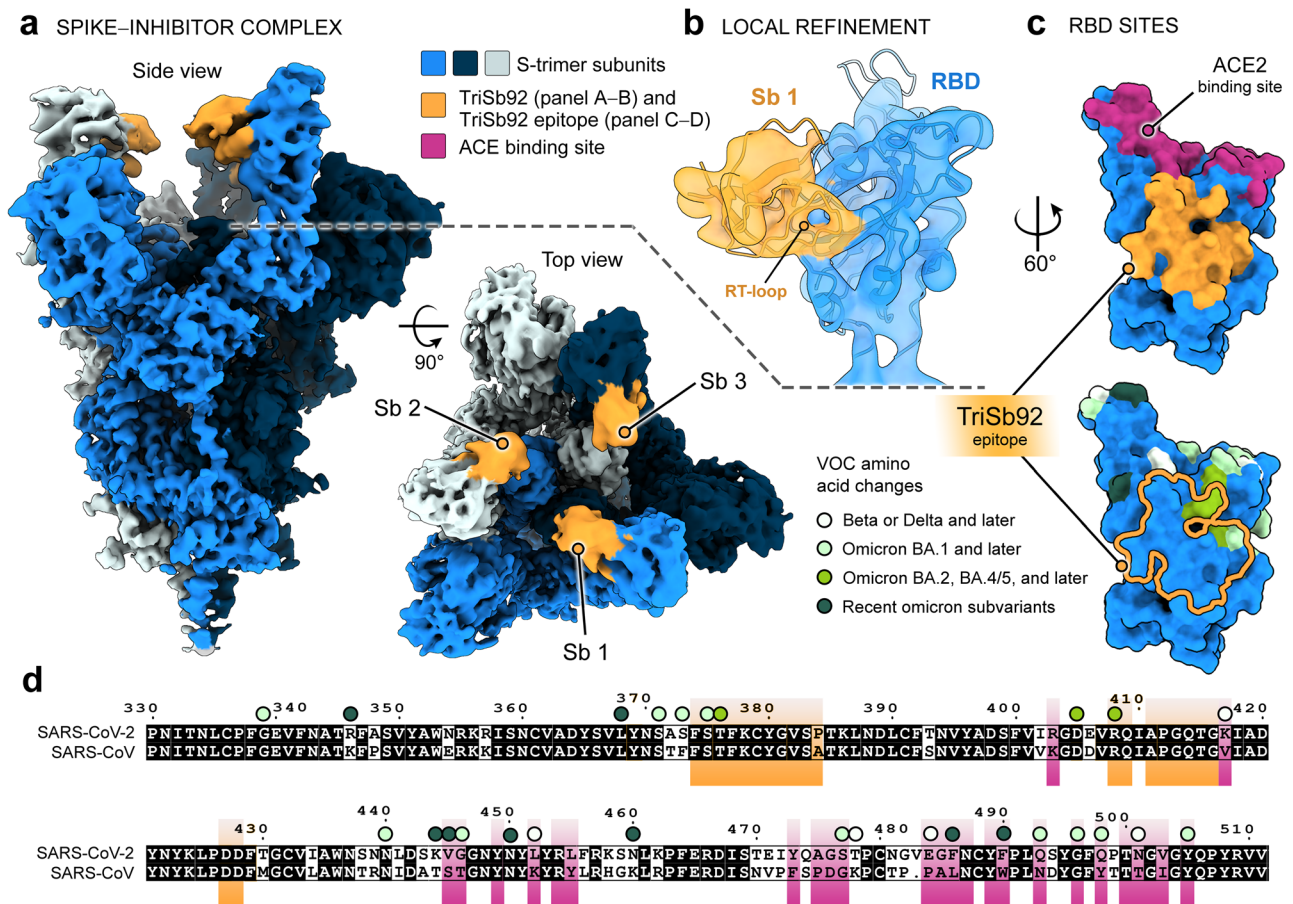 a SPIKE–INHIBITOR COMPLEX
Side view
S-trimer subunits
TriSb92 (panel A–B) and
TriSb92 epitope (panel C–D)
ACE binding site
90°
Top view
Sb 2
Sb 3
Sb 1
b LOCAL REFINEMENT
Sb 1
RBD
RT-loop
c RBD SITES
ACE2
binding site
60°
TriSb92
epitope
VOC amino
acid changes
Beta or Delta and later
Omicron BA.1 and later
Omicron BA.2, BA.4/5, and later
Recent omicron subvariants
d
330 340 350 360 370 380 390 400 410 420
SARS-CoV-2 PNITNLCPFGEVFNATRFASVYAWNRKRISNCVADYSVLYNSASFSTFKCYGVSPTKLNDLCFTNVYADSFVIRGDEVRQIAPGQTGKIAD
SARS-CoV PNITNLCPFGEVFNATKFPSVYAWERKKISNCVADYSVLYNSTFFSTFKCYGVSATKLNDLCFSNVYADSFVVKGDDVRQIAPGQTGVIAD
430 440 450 460 470 480 490 500 510
SARS-CoV-2 YNYKLPDDFTGCVIAWNSNNLDSKVGGNYNYLYRLFRKSNLKPFERDISTEIYQAGSTPCNGVEGFNCYFPLQSYGFQPTNGVGYQPYRVV
SARS-CoV YNYKLPDDFMGCVLAWNTRNIDATSTGNYNYKYRYLRHGKLRPFERDISNVPFSPDGKPCTP.PALNCYWPLNDYGFYTTTGIGYQPYRVV